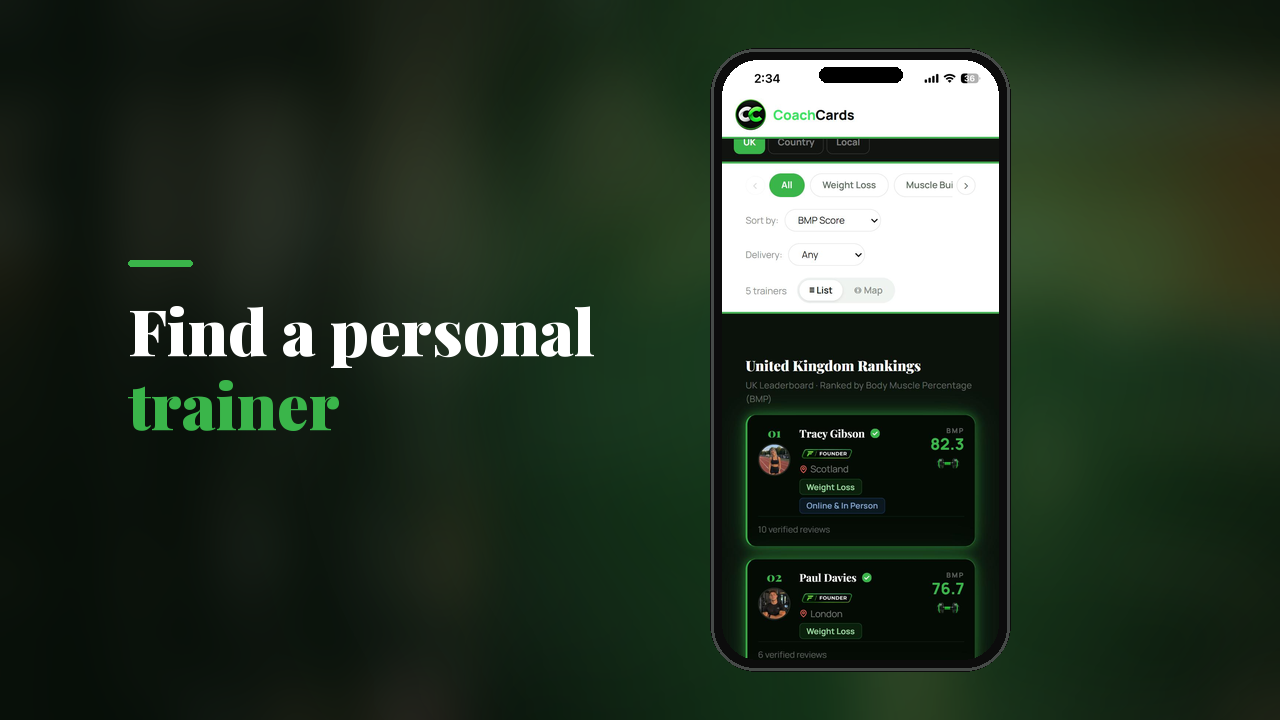 Find a personal
trainer
2:34
36
CC CoachCards
UK Country Local
All Weight Loss Muscle Bui
Sort by: BMP Score
Delivery: Any
5 trainers List Map
United Kingdom Rankings
UK Leaderboard · Ranked by Body Muscle Percentage
(BMP)
01 Tracy Gibson BMP
82.3
FOUNDER
Scotland
Weight Loss
Online & In Person
10 verified reviews
02 Paul Davies BMP
76.7
FOUNDER
London
Weight Loss
6 verified reviews